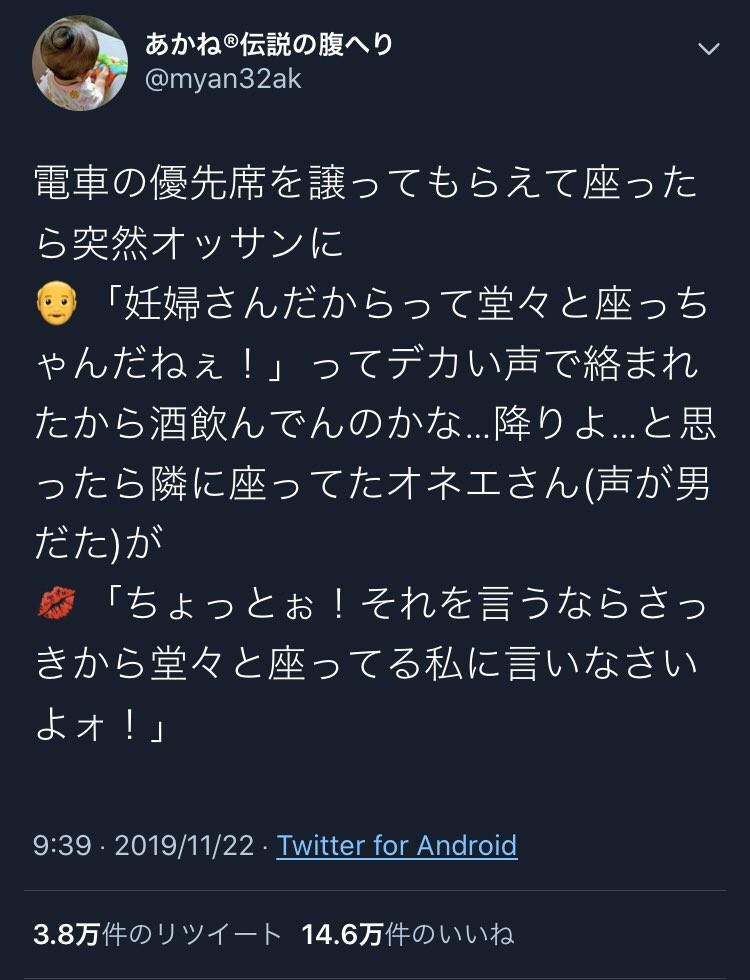 あかね®伝説の腹へり
@myan32ak
電車の優先席を譲ってもらえて座った
ら突然オッサンに
👴「妊婦さんだからって堂々と座っち
ゃんだねぇ！」ってデカい声で絡まれ
たから酒飲んでんのかな...降りよ...と思
ったら隣に座ってたオネエさん(声が男
だた)が
💋「ちょっとぉ！それを言うならさっ
きから堂々と座ってる私に言いなさい
よォ！」
9:39 · 2019/11/22 · Twitter for Android
3.8万件のリツイート 14.6万件のいいね